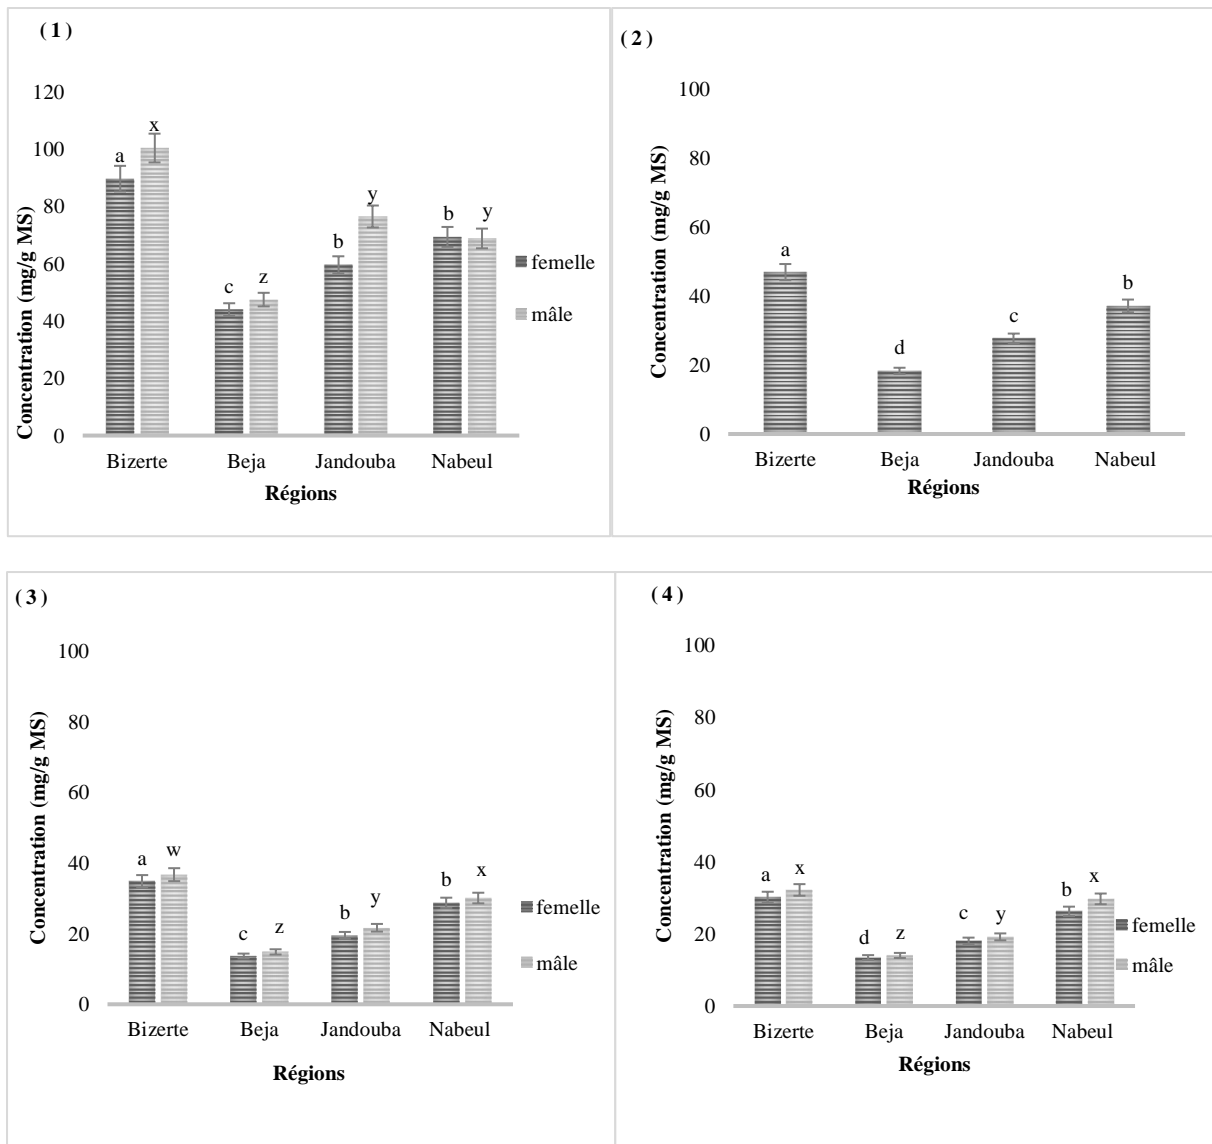 (1)
Concentration (mg/g MS)
120
100
80
60
40
20
0
a
x
c
z
b
y
b
y
femelle
mâle
Bizerte
Beja
Jandouba
Nabeul
Régions
(2)
Concentration (mg/g MS)
100
80
60
40
20
0
a
d
c
b
Bizerte
Beja
Jandouba
Nabeul
Régions
(3)
Concentration (mg/g MS)
100
80
60
40
20
0
a
w
c
z
b
y
b
x
femelle
mâle
Bizerte
Beja
Jandouba
Nabeul
Régions
(4)
Concentration (mg/g MS)
100
80
60
40
20
0
a
x
d
z
c
y
b
x
femelle
mâle
Bizerte
Beja
Jandouba
Nabeul
Régions